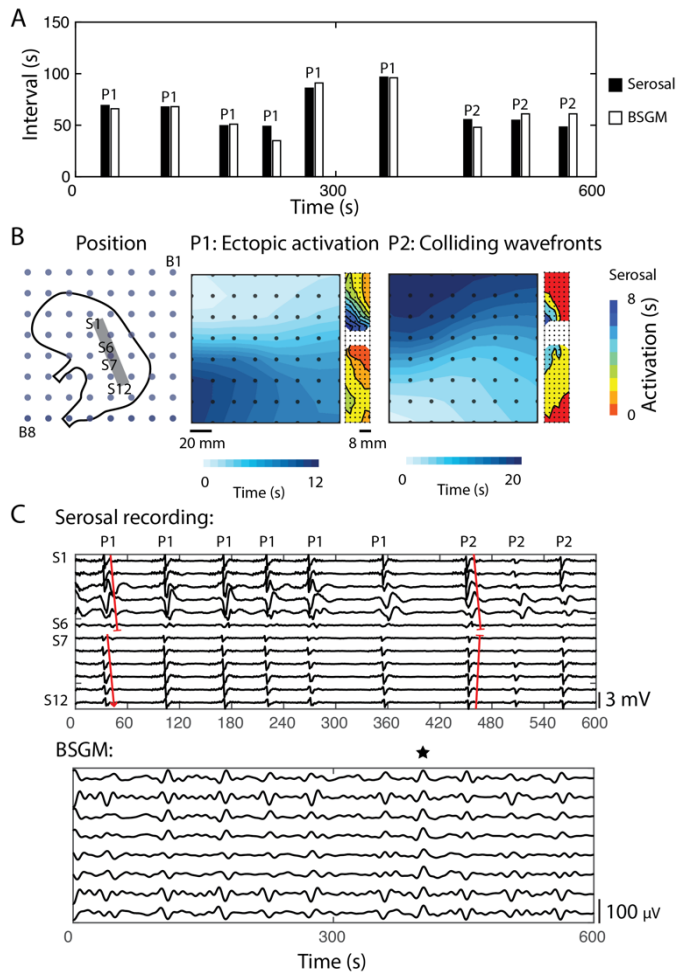 A
150
100
50
0
Interval (s)
P1
P1
P1
P1
P1
P1
P2
P2
P2
Serosal
BSGM
0
300
600
Time (s)
B
Position
P1: Ectopic activation
P2: Colliding wavefronts
B1
S1
S6
S7
S12
B8
20 mm
8 mm
0
12
Time (s)
0
20
Time (s)
Serosal
8
0
Activation (s)
C
Serosal recording:
P1
P1
P1
P1
P1
P1
P2
P2
P2
S1
S6
S7
S12
3 mV
0
60
120
180
240
300
360
420
480
540
600
BSGM:
★
100 µV
0
300
600
Time (s)